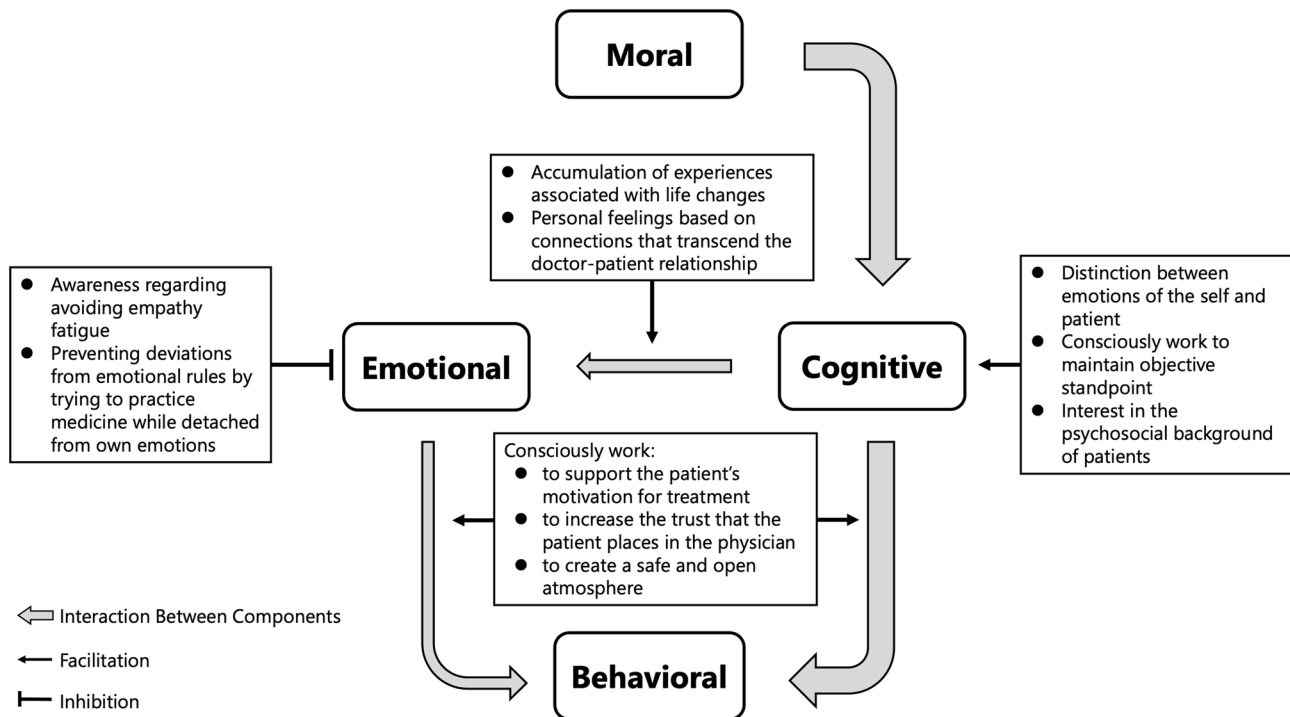 Moral
● Accumulation of experiences
associated with life changes
● Personal feelings based on
connections that transcend the
doctor-patient relationship
● Awareness regarding
avoiding empathy
fatigue
● Preventing deviations
from emotional rules by
trying to practice
medicine while detached
from own emotions
Emotional
Cognitive
● Distinction between
emotions of the self and
patient
● Consciously work to
maintain objective
standpoint
● Interest in the
psychosocial background
of patients
Consciously work:
● to support the patient's
motivation for treatment
● to increase the trust that the
patient places in the physician
● to create a safe and open
atmosphere
Behavioral
Interaction Between Components
Facilitation
Inhibition